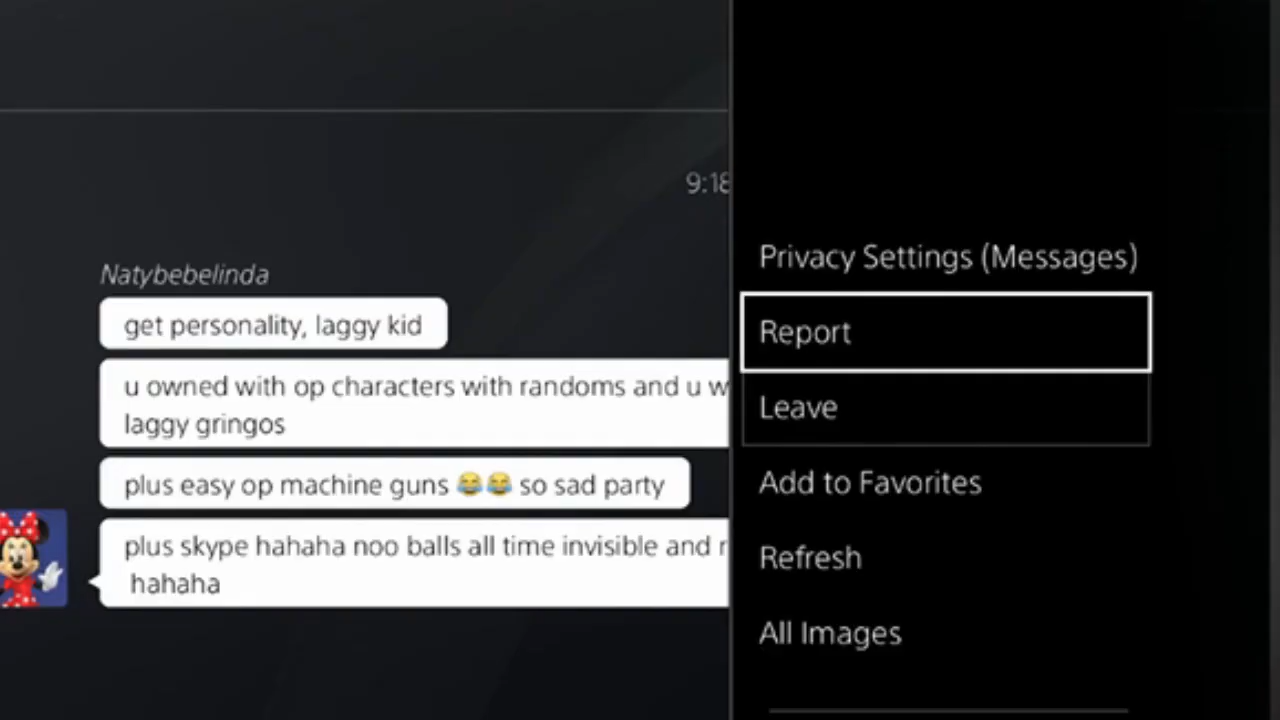 9:18
Natybebelinda
get personality, laggy kid
u owned with op characters with randoms and u
laggy gringos
plus easy op machine guns 😂😂 so sad party
plus skype hahaha noo balls all time invisible and
hahaha
Privacy Settings (Messages)
Report
Leave
Add to Favorites
Refresh
All Images